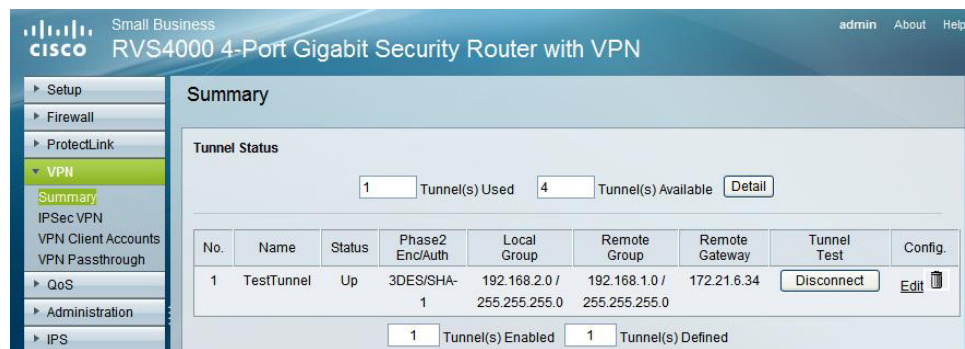 Small Business
cisco RVS4000 4-Port Gigabit Security Router with VPN
admin About Help
Setup
Firewall
ProtectLink
VPN
Summary
IPSec VPN
VPN Client Accounts
VPN Passthrough
QoS
Administration
IPS
Summary
Tunnel Status
1 Tunnel(s) Used 4 Tunnel(s) Available Detail
No. Name Status Phase2 Enc/Auth Local Group Remote Group Remote Gateway Tunnel Test Config.
1 TestTunnel Up 3DES/SHA-1 192.168.2.0 / 255.255.255.0 192.168.1.0 / 255.255.255.0 172.21.6.34 Disconnect Edit
1 Tunnel(s) Enabled 1 Tunnel(s) Defined